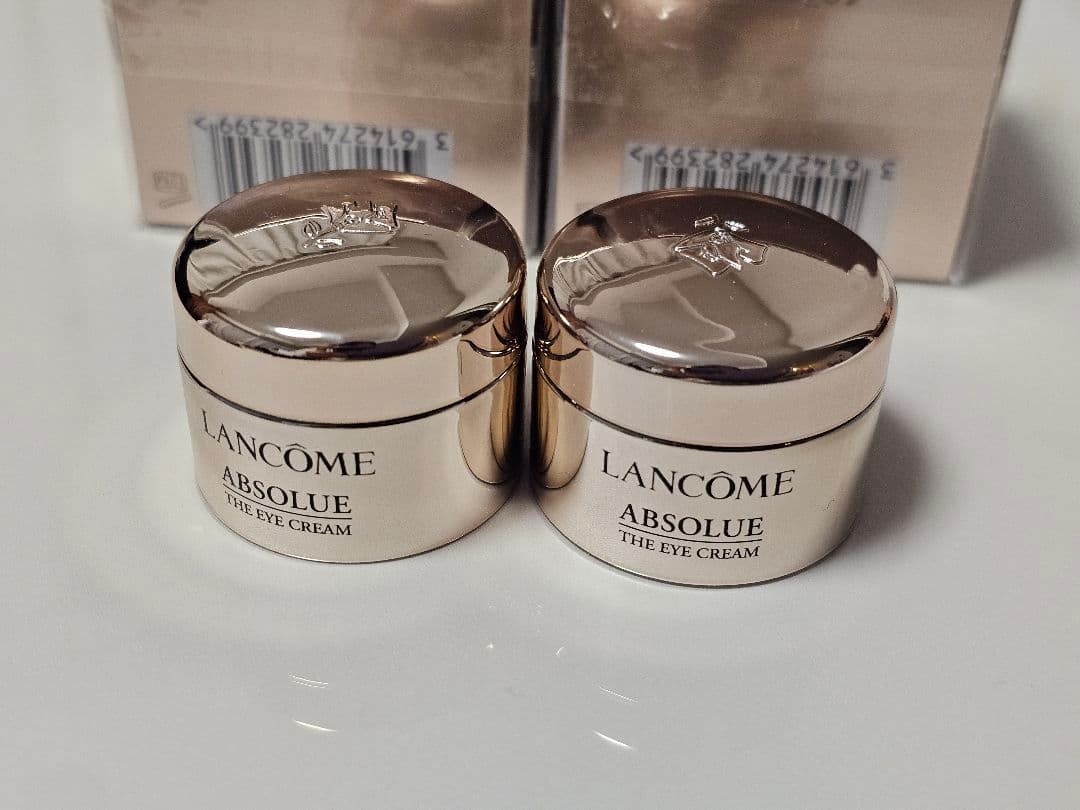 3 614274 282399 >
3 614274 282399 >
LANCÔME
ABSOLUE
THE EYE CREAM
LANCÔME
ABSOLUE
THE EYE CREAM